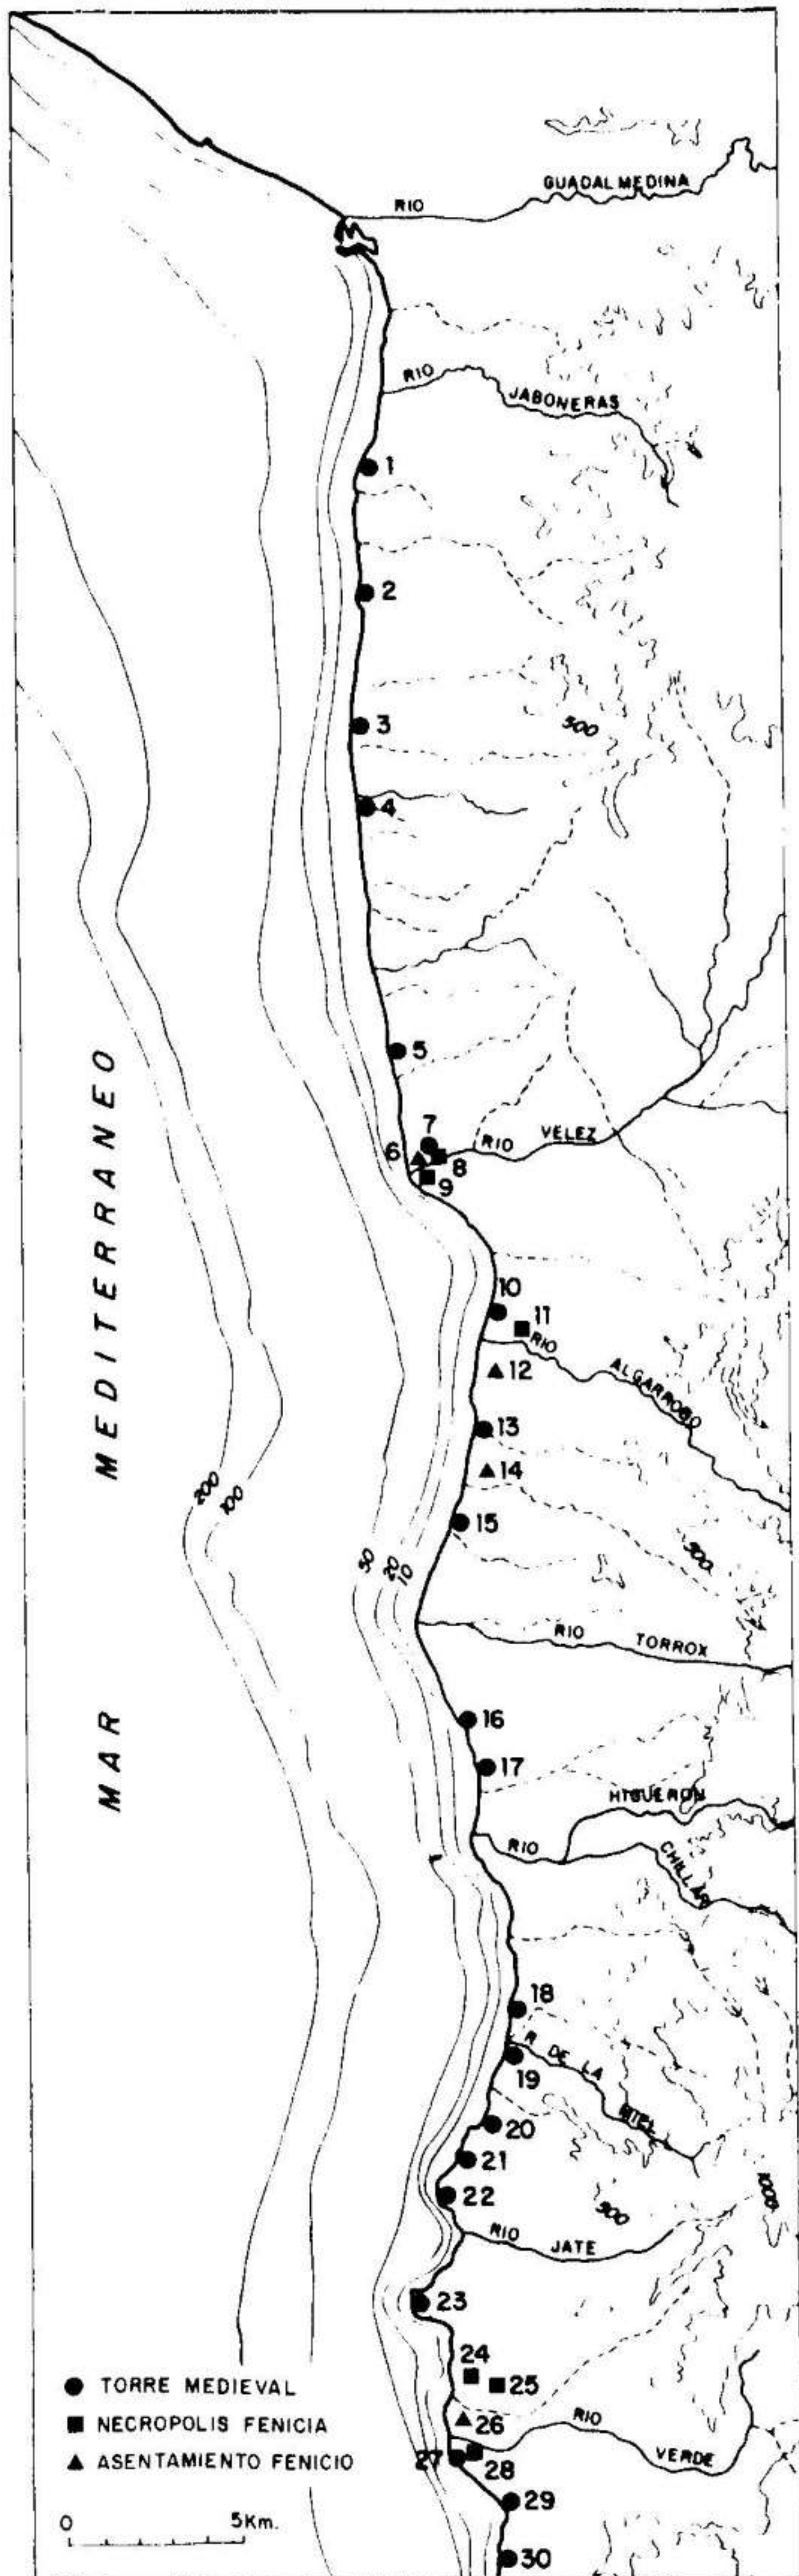 RIO GUADALMEDINA
RIO JABONERAS
1
2
500
3
4
5
7
RIO VELEZ
6
8
9
10
11
RIO ALGARROBO
12
13
14
200
100
15
50
20
10
500
RIO TORROX
16
17
HIGUERON
RIO CHILLAR
MAR MEDITERRANEO
18
R DE LA MIEL
19
20
21
22
500
1000
RIO JATE
23
24
25
26
RIO VERDE
27
28
29
30
TORRE MEDIEVAL
NECROPOLIS FENICIA
ASENTAMIENTO FENICIO
0 5Km.